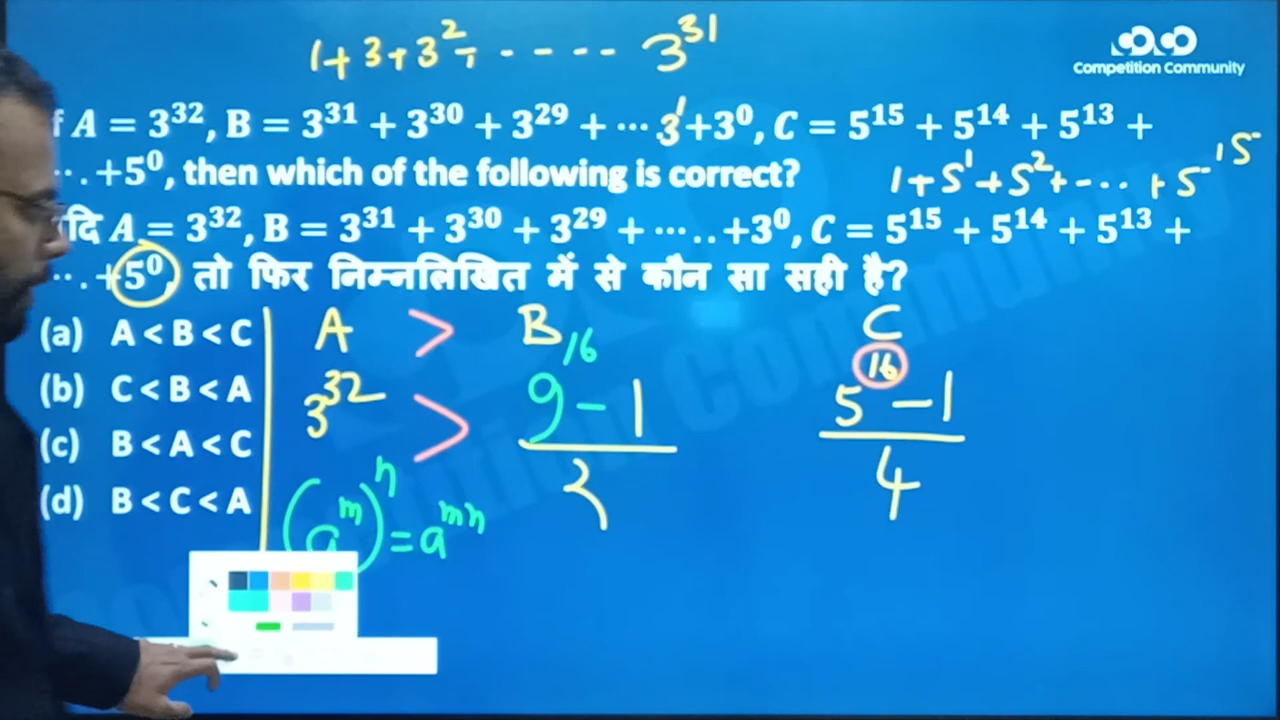 1 + 3 + 3² + - - - - 3³¹
Competition Community
f A = 3³², B = 3³¹ + 3³⁰ + 3²⁹ + ⋯ 3¹ +3⁰, C = 5¹⁵ + 5¹⁴ + 5¹³ +
⋯. +5⁰, then which of the following is correct?
1 + 5¹ + 5² + - ·· + 5¹⁵
दि A = 3³², B = 3³¹ + 3³⁰ + 3²⁹ + ⋯.. +3⁰, C = 5¹⁵ + 5¹⁴ + 5¹³ +
⋯. +5⁰, तो फिर निम्नलिखित में से कौन सा सही है?
(a) A < B < C
(b) C < B < A
(c) B < A < C
(d) B < C < A
A > B C
3³² > 9¹⁶ – 1 5¹⁶ – 1
2 4
(aᵐ)ⁿ = aᵐⁿ